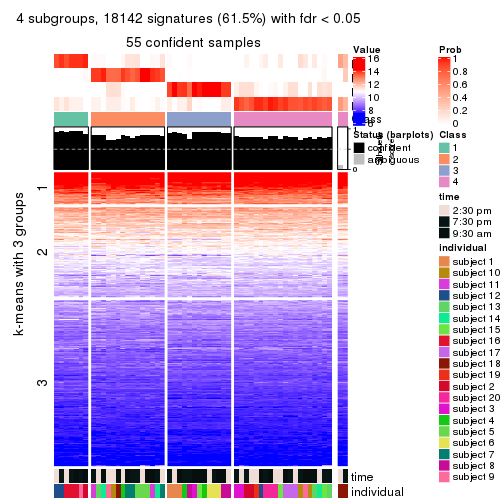 4 subgroups, 18142 signatures (61.5%) with fdr < 0.05
55 confident samples
Value
16
14
12
10
8
6
Prob
1
0.8
0.6
0.4
0.2
0
Status (barplots)
confident
ambiguous
Class
1
2
3
4
time
2:30 pm
7:30 pm
9:30 am
individual
subject 1
subject 10
subject 11
subject 12
subject 13
subject 14
subject 15
subject 16
subject 17
subject 18
subject 19
subject 2
subject 20
subject 3
subject 4
subject 5
subject 6
subject 7
subject 8
subject 9
k-means with 3 groups
1
2
3
0
time
individual